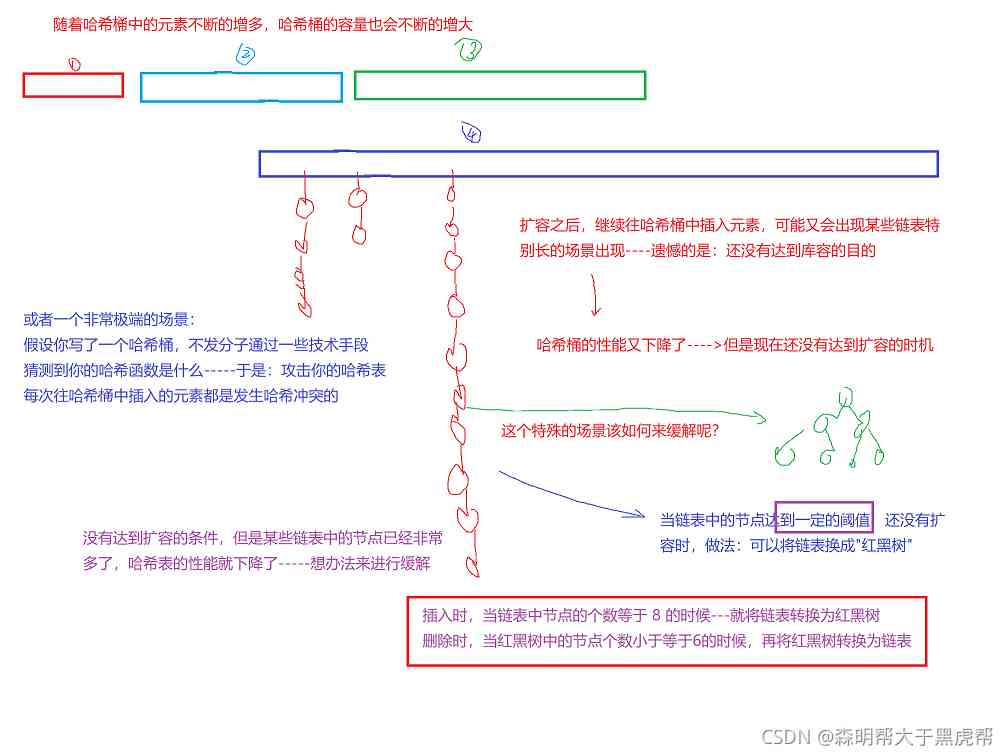 随着哈希桶中的元素不断的增多，哈希桶的容量也会不断的增大
①
②
③
④
扩容之后，继续往哈希桶中插入元素，可能又会出现某些链表特
别长的场景出现----遗憾的是：还没有达到库容的目的
或者一个非常极端的场景：
假设你写了一个哈希桶，不发分子通过一些技术手段
猜测到你的哈希函数是什么-----于是：攻击你的哈希表
每次往哈希桶中插入的元素都是发生哈希冲突的
哈希桶的性能又下降了---->但是现在还没有达到扩容的时机
这个特殊的场景该如何来缓解呢?
当链表中的节点达到一定的阈值 还没有扩
容时，做法：可以将链表换成"红黑树"
没有达到扩容的条件，但是某些链表中的节点已经非常
多了，哈希表的性能就下降了-----想办法来进行缓解
插入时，当链表中节点的个数等于 8 的时候---就将链表转换为红黑树
删除时，当红黑树中的节点个数小于等于6的时候，再将红黑树转换为链表
CSDN @森明帮大于黑虎帮